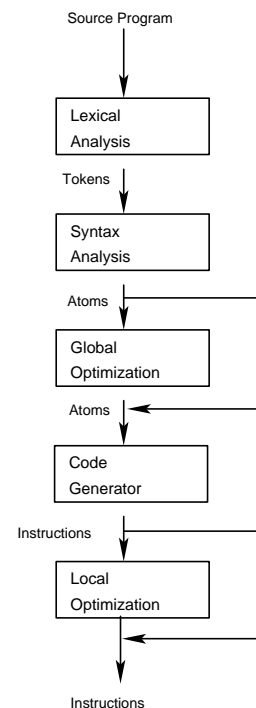 Source Program
Lexical
Analysis
Tokens
Syntax
Analysis
Atoms
Global
Optimization
Atoms
Code
Generator
Instructions
Local
Optimization
Instructions